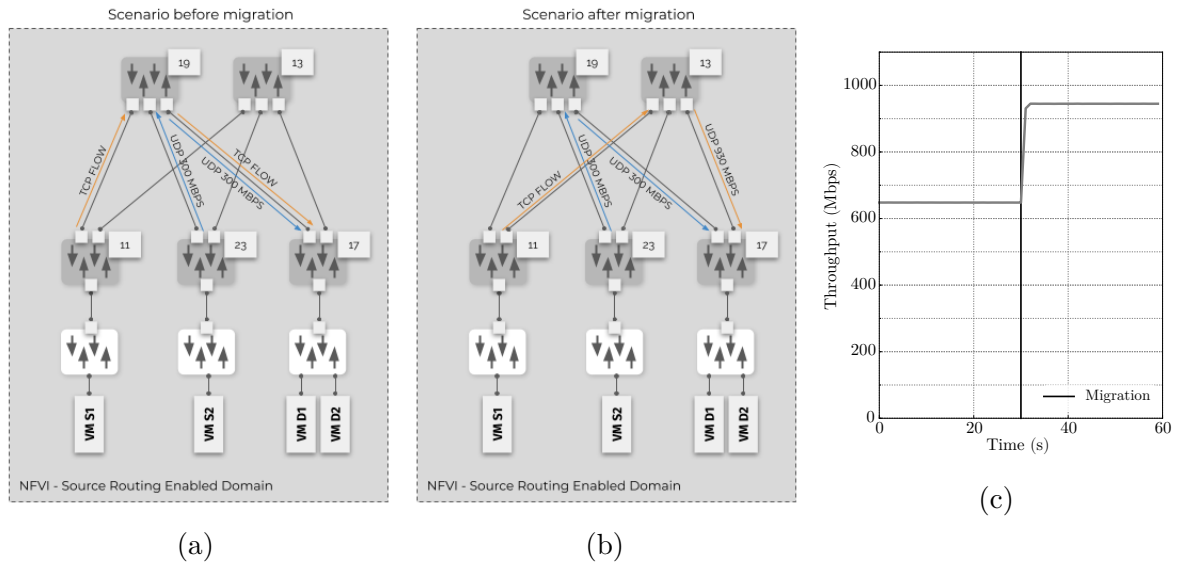 Scenario before migration
19
13
TCP FLOW
UDP 300 MBPS
TCP FLOW
UDP 300 MBPS
11
23
17
VM S1
VM S2
VM D1
VM D2
NFVI - Source Routing Enabled Domain
(a)
Scenario after migration
19
13
TCP FLOW
UDP 300 MBPS
UDP 300 MBPS
UDP 930 MBPS
11
23
17
VM S1
VM S2
VM D1
VM D2
NFVI - Source Routing Enabled Domain
(b)
Throughput (Mbps)
1000
800
600
400
200
0
0 20 40 60
Time (s)
Migration
(c)